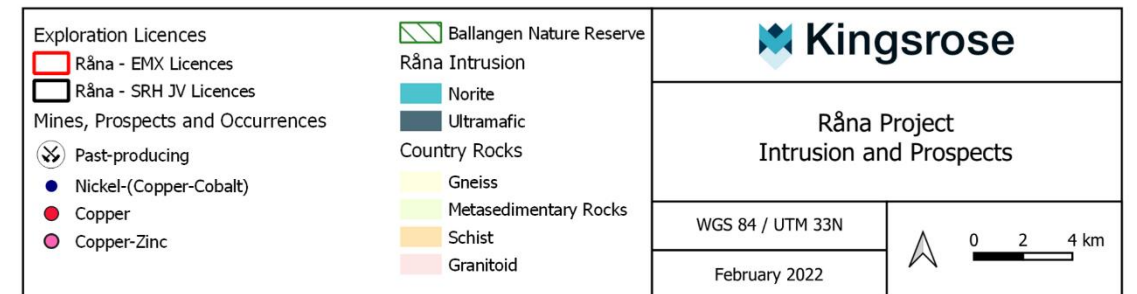 Exploration Licences
Råna - EMX Licences
Råna - SRH JV Licences
Mines, Prospects and Occurrences
Past-producing
Nickel-(Copper-Cobalt)
Copper
Copper-Zinc
Ballangen Nature Reserve
Råna Intrusion
Norite
Ultramafic
Country Rocks
Gneiss
Metasedimentary Rocks
Schist
Granitoid
Kingsrose
Råna Project
Intrusion and Prospects
WGS 84 / UTM 33N
February 2022
0 2 4 km